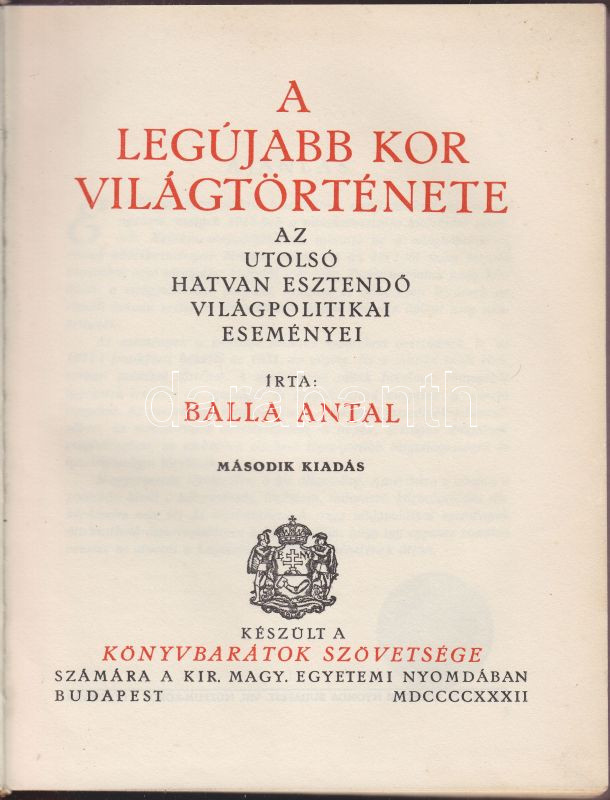 A
LEGÚJABB KOR
VILÁGTÖRTÉNETE
AZ
UTOLSÓ
HATVAN ESZTENDŐ
VILÁGPOLITIKAI
ESEMÉNYEI
ÍRTA:
BALLA ANTAL
darabanth
MÁSODIK KIADÁS
KÉSZÜLT A
KÖNYVBARÁTOK SZÖVETSÉGE
SZÁMÁRA A KIR. MAGY. EGYETEMI NYOMDÁBAN
BUDAPEST MDCCCCXXXII